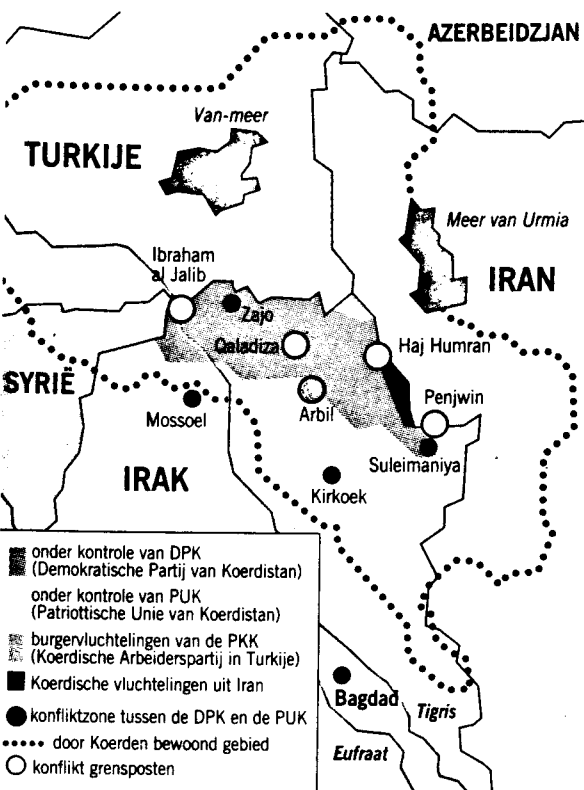 AZERBEIDZJAN
Van-meer
TURKIJE
Meer van Urmia
IRAN
Ibraham
al Jalib
Zajo
Qaladiza
Haj Humran
SYRIË
Arbil
Penjwin
Mossoel
Suleimaniya
IRAK
Kirkoek
onder kontrole van DPK
(Demokratische Partij van Koerdistan)
onder kontrole van PUK
(Patriottische Unie van Koerdistan)
burgervluchtelingen van de PKK
(Koerdische Arbeiderspartij in Turkije)
Koerdische vluchtelingen uit Iran
konfliktzone tussen de DPK en de PUK
door Koerden bewoond gebied
konflikt grensposten
Bagdad
Tigris
Eufraat